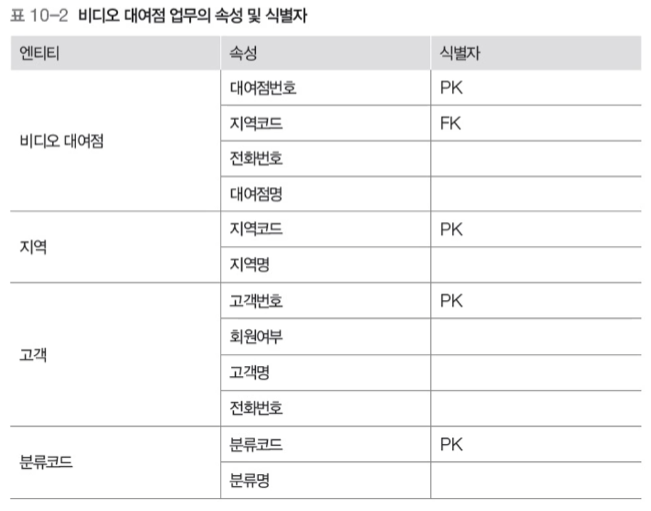 표 10-2 비디오 대여점 업무의 속성 및 식별자
엔티티 속성 식별자
비디오 대여점 대여점번호 PK
지역코드 FK
전화번호
대여점명
지역 지역코드 PK
지역명
고객 고객번호 PK
회원여부
고객명
전화번호
분류코드 분류코드 PK
분류명